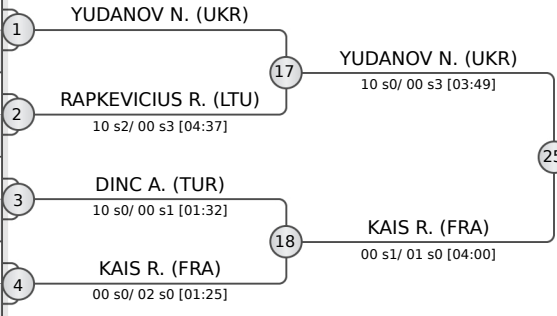 1
YUDANOV N. (UKR)
17
YUDANOV N. (UKR)
10 s0/ 00 s3 [03:49]
2
RAPKEVICIUS R. (LTU)
10 s2/ 00 s3 [04:37]
25
3
DINC A. (TUR)
10 s0/ 00 s1 [01:32]
18
KAIS R. (FRA)
00 s1/ 01 s0 [04:00]
4
KAIS R. (FRA)
00 s0/ 02 s0 [01:25]